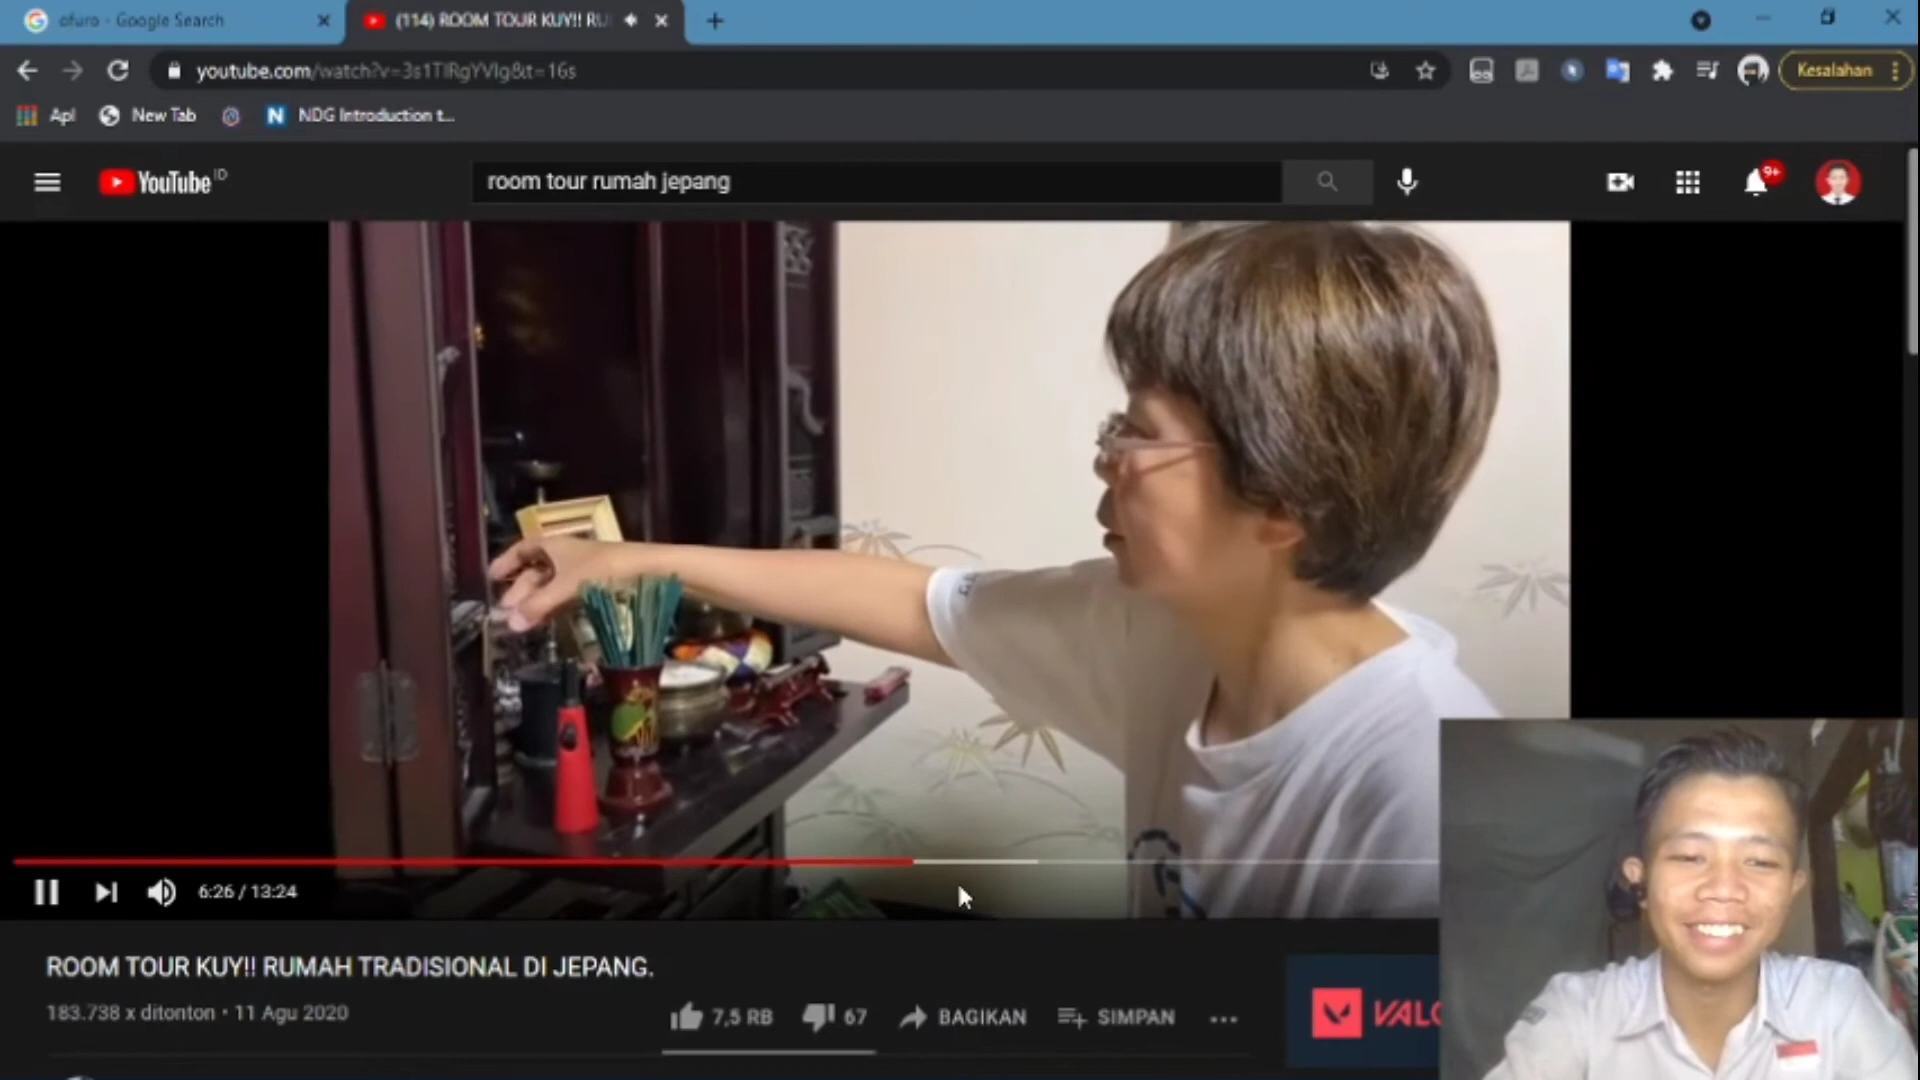 ofuro - Google Search
(114) ROOM TOUR KUY!! RU
youtube.com/watch?v=3s1TIRgYVIg&t=16s
Kesalahan
Apl
New Tab
N
NDG Introduction t...
YouTube ID
room tour rumah jepang
9+
6:26 / 13:24
ROOM TOUR KUY!! RUMAH TRADISIONAL DI JEPANG.
183.738 x ditonton • 11 Agu 2020
7,5 RB
67
BAGIKAN
SIMPAN
VALO